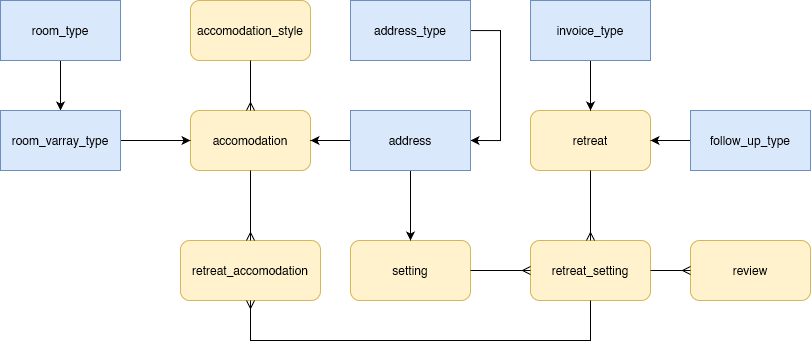 room_type
accomodation_style
address_type
invoice_type
room_varray_type
accomodation
address
retreat
follow_up_type
retreat_accomodation
setting
retreat_setting
review